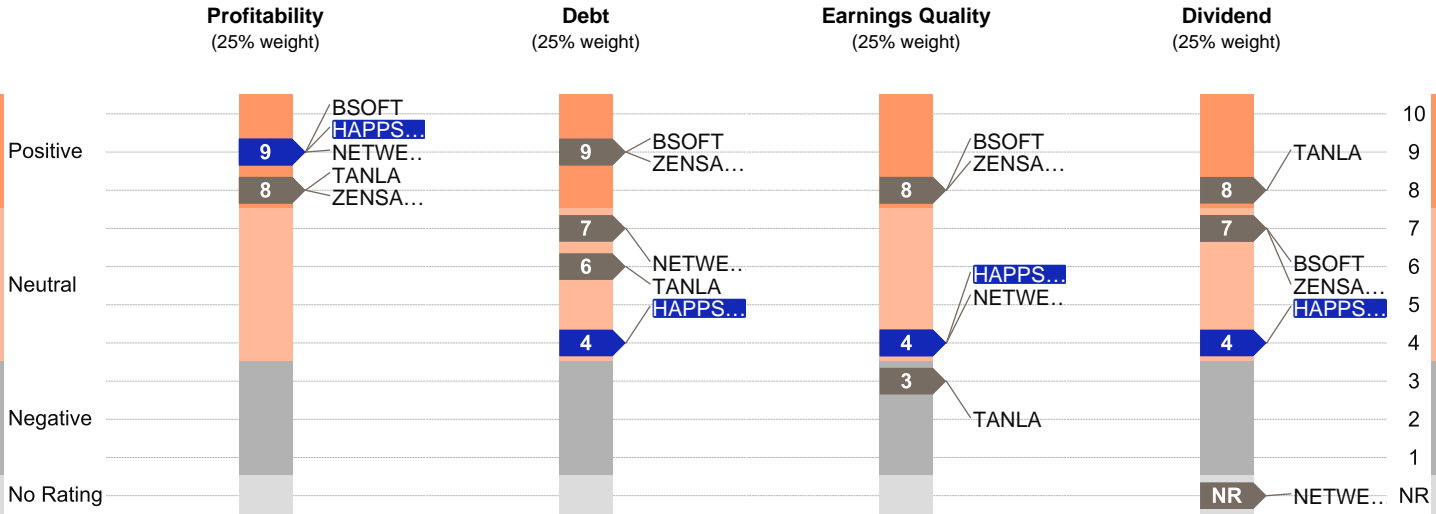 Profitability
(25% weight)
Debt
(25% weight)
Earnings Quality
(25% weight)
Dividend
(25% weight)
Positive
Neutral
Negative
No Rating
9
8
BSOFT
HAPPS...
NETWE..
TANLA
ZENSA...
9
7
6
4
BSOFT
ZENSA...
NETWE..
TANLA
HAPPS...
8
4
3
BSOFT
ZENSA...
HAPPS...
NETWE..
TANLA
8
7
4
NR
TANLA
BSOFT
ZENSA...
HAPPS...
NETWE..
10
9
8
7
6
5
4
3
2
1
NR